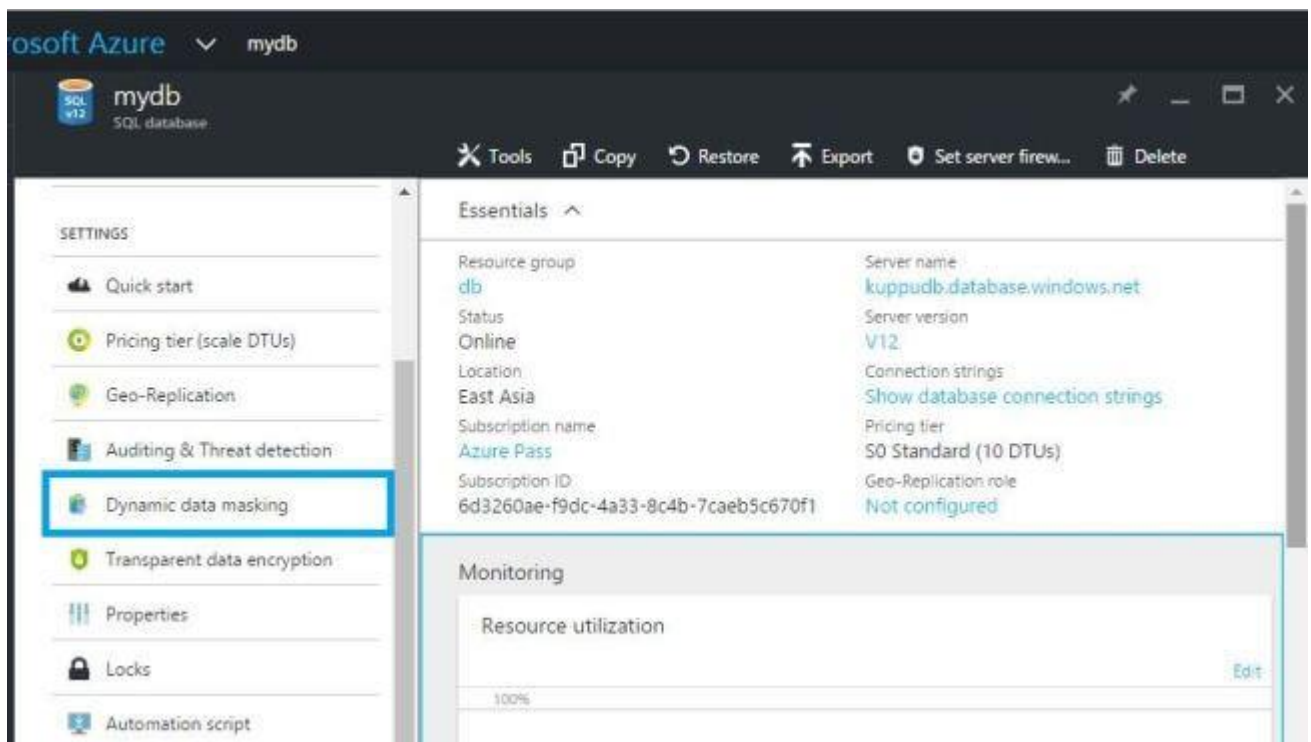 rosoft Azure mydb
SQL v12
mydb
SQL database
Tools Copy Restore Export Set server firew... Delete
SETTINGS
Quick start
Pricing tier (scale DTUs)
Geo-Replication
Auditing & Threat detection
Dynamic data masking
Transparent data encryption
Properties
Locks
Automation script
Essentials
Resource group
db
Status
Online
Location
East Asia
Subscription name
Azure Pass
Subscription ID
6d3260ae-f9dc-4a33-8c4b-7caeb5c670f1
Server name
kuppudb.database.windows.net
Server version
V12
Connection strings
Show database connection strings
Pricing tier
S0 Standard (10 DTUs)
Geo-Replication role
Not configured
Monitoring
Resource utilization
Edit
100%